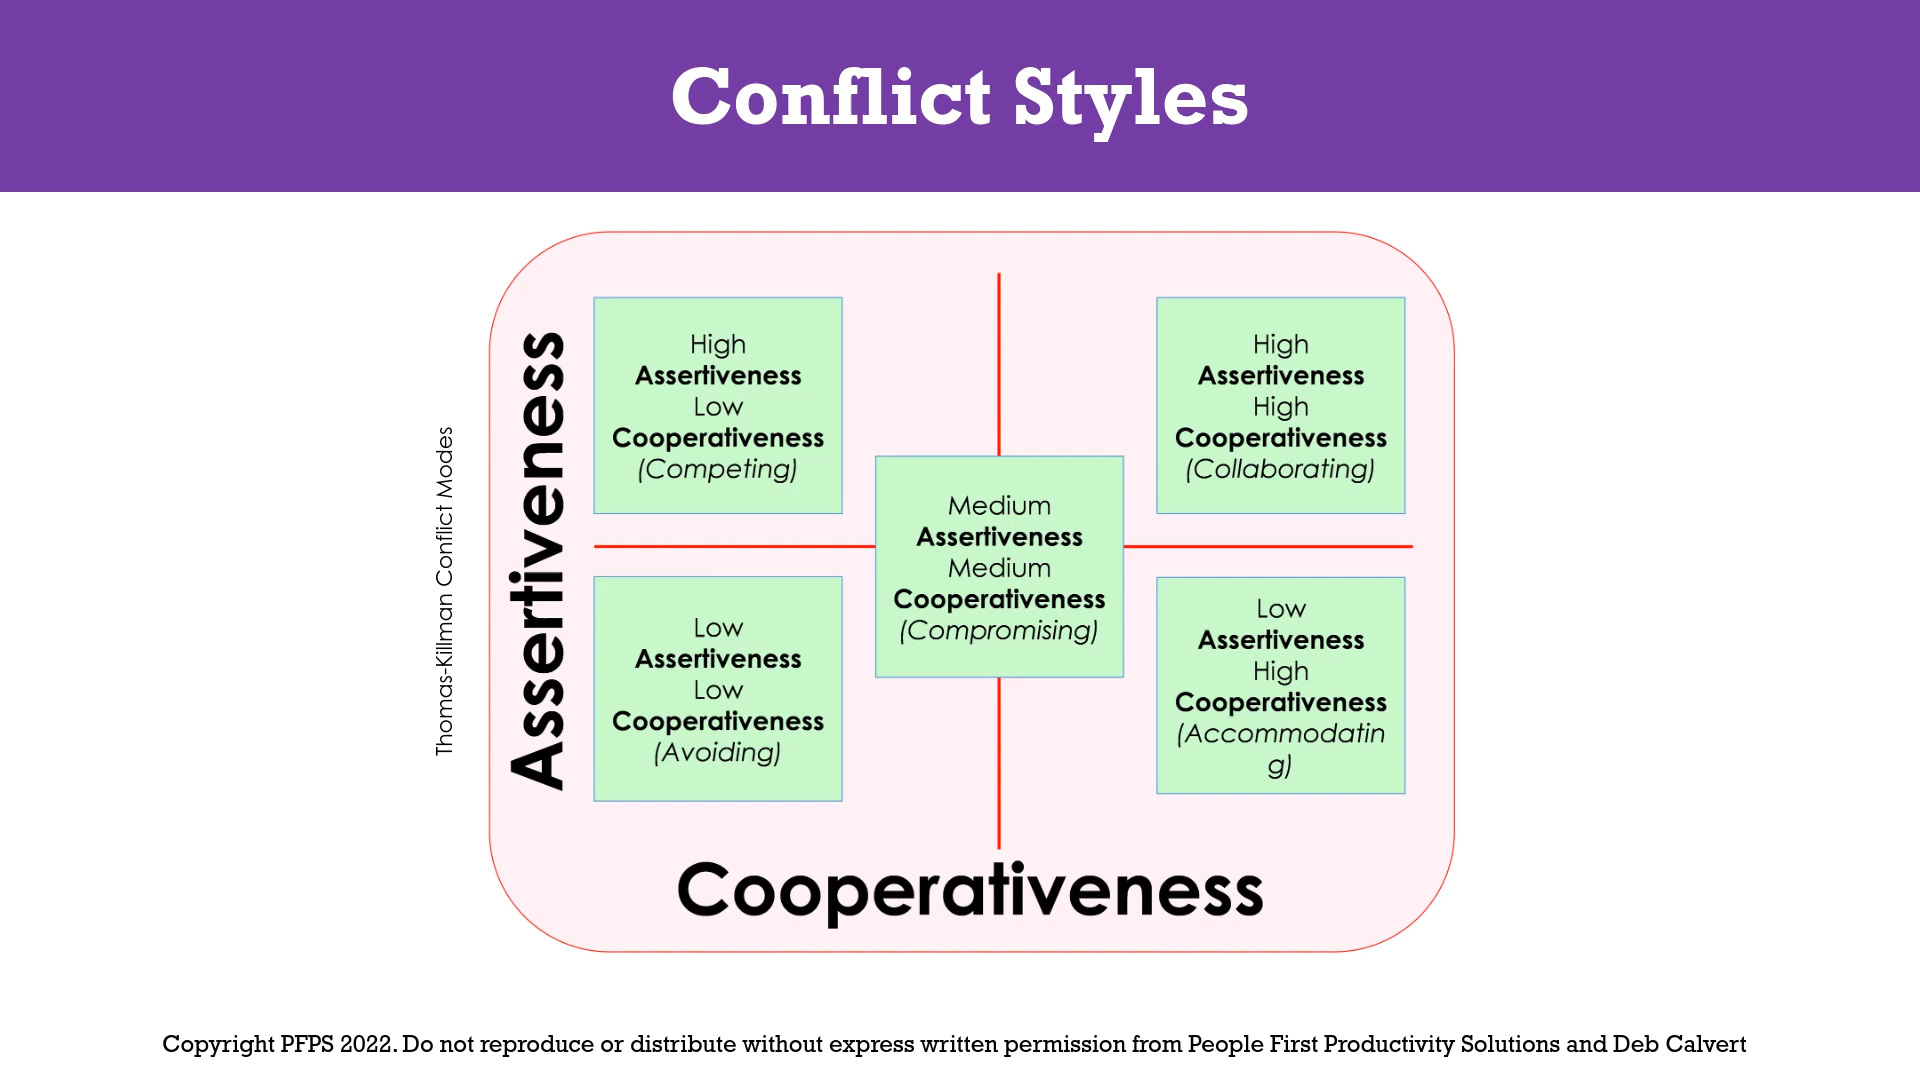 Conflict Styles
Thomas-Killman Conflict Modes
Assertiveness
High
Assertiveness
Low
Cooperativeness
(Competing)
High
Assertiveness
High
Cooperativeness
(Collaborating)
Medium
Assertiveness
Medium
Cooperativeness
(Compromising)
Low
Assertiveness
Low
Cooperativeness
(Avoiding)
Low
Assertiveness
High
Cooperativeness
(Accommodatin
g)
Cooperativeness
Copyright PFPS 2022. Do not reproduce or distribute without express written permission from People First Productivity Solutions and Deb Calvert